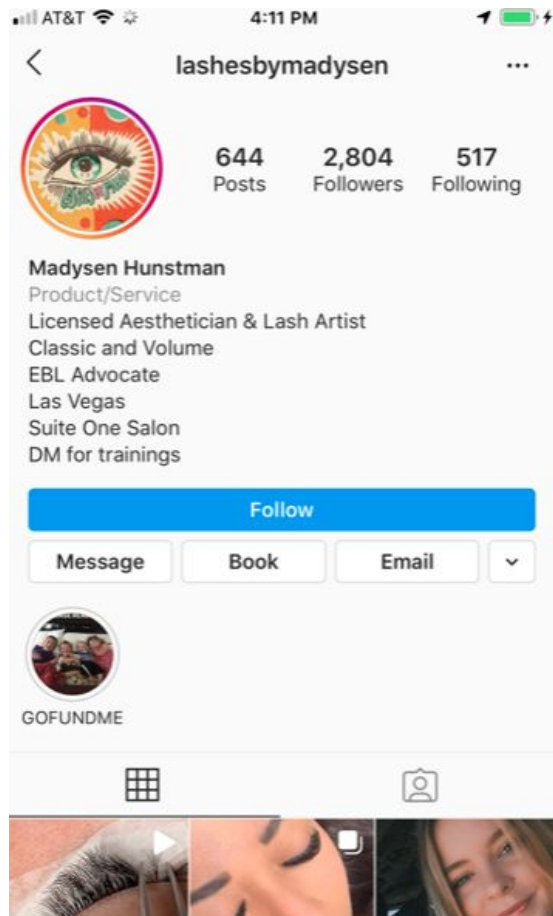 AT&T 4:11 PM
lashesbymadysen
644 2,804 517
Posts Followers Following
Madysen Hunstman
Product/Service
Licensed Aesthetician & Lash Artist
Classic and Volume
EBL Advocate
Las Vegas
Suite One Salon
DM for trainings
Follow
Message Book Email
GOFUNDME